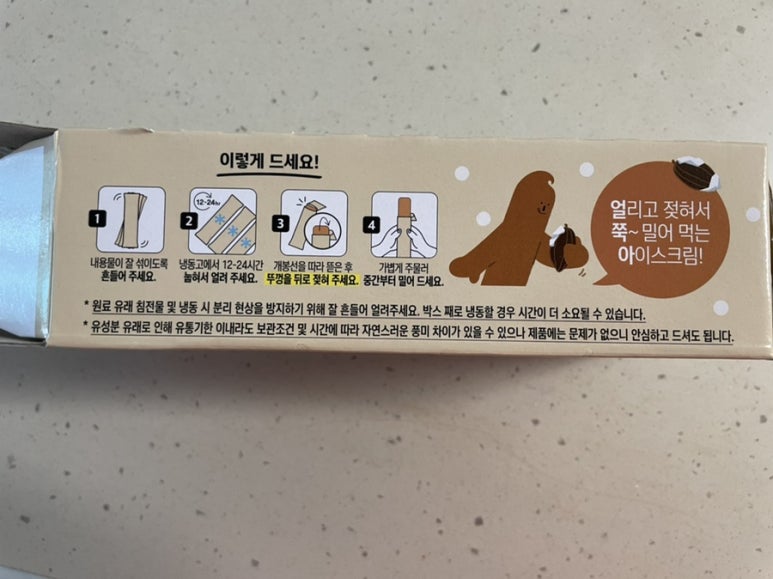 이렇게 드세요!
1
내용물이 잘 섞이도록
흔들어 주세요.
12-24hr
2
냉동고에서 12-24시간
눕혀서 얼려 주세요.
3
개봉선을 따라 뜯은 후
뚜껑을 뒤로 젖혀 주세요.
4
가볍게 주물러
중간부터 밀어 드세요.
얼리고 젖혀서
쭉~ 밀어 먹는
아이스크림!
* 원료 유래 침전물 및 냉동 시 분리 현상을 방지하기 위해 잘 흔들어 얼려주세요. 박스 째로 냉동할 경우 시간이 더 소요될 수 있습니다.
* 유성분 유래로 인해 유통기한 이내라도 보관조건 및 시간에 따라 자연스러운 풍미 차이가 있을 수 있으나 제품에는 문제가 없으니 안심하고 드셔도 됩니다.